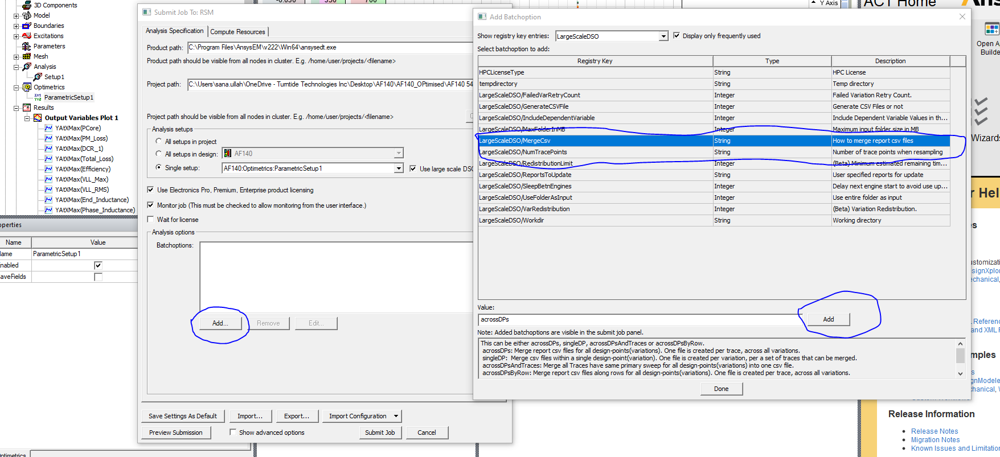 3D Components
Model
Boundaries
Excitations
Parameters
Mesh
Analysis
Setup1
Optimetrics
ParametricSetup1
Results
Output Variables Plot 1
YAtXMax(PCore)
YAtXMax(PM_Loss)
YAtXMax(DCR_1)
YAtXMax(Total_Loss)
YAtXMax(Efficiency)
YAtXMax(VLL_Max)
YAtXMax(VLL_RMS)
YAtXMax(End_Inductance)
YAtXMax(Phase_Inductance)
operties
Name Value
lame ParametricSetup1
nabled
aveFields
Submit Job To: RSM
Analysis Specification Compute Resources
Product path: C:\Program Files\AnsysEM\v222\Win64\ansysedt.exe
Product path should be visible from all nodes in cluster. E.g. /home/user/projects/<filename>
Project path: C:\Users\sana.ullah\OneDrive - Turntide Technologies Inc\Desktop\AF140\AF140_OPtimised\AF140 54
Project path should be visible from all nodes in cluster. E.g. /home/user/projects/<filename>
Analysis setups
All setups in project
All setups in design: AF140
Single setup: AF140:Optimetrics:ParametricSetup1 Use large scale DSO
Use Electronics Pro, Premium, Enterprise product licensing
Monitor job (This must be checked to allow monitoring from the user interface.)
Wait for license
Analysis options
Batchoptions:
Add... Remove Edit...
Save Settings As Default Import... Export... Import Configuration
Preview Submission Show advanced options Submit Job Cancel
Add Batchoption
Show registry key entries: LargeScaleDSO Display only frequently used
Select batchoption to add:
Registry Key Type Description
HPCLicenseType String HPC License
tempdirectory String Temp directory
LargeScaleDSO/FailedVarRetryCount Integer Failed Variation Retry Count.
LargeScaleDSO/GenerateCSVFile Integer Generate CSV Files or not
LargeScaleDSO/IncludeDependentVariable Integer Include Dependent Variable Values in th...
LargeScaleDSO/MaxFolderInMB Integer Maximum input folder size in MB
LargeScaleDSO/MergeCsv String How to merge report csv files
LargeScaleDSO/NumTracePoints String Number of trace points when resampling
LargeScaleDSO/RedistributionLimit Integer (Beta) Minimum estimated remaining tim...
LargeScaleDSO/ReportsToUpdate String User specified reports for update
LargeScaleDSO/SleepBetnEngines Integer Delay next engine start to avoid use up...
LargeScaleDSO/UseFolderAsInput Integer Use entire folder as input
LargeScaleDSO/VarRedistribution Integer (Beta) Variation Redistribution.
LargeScaleDSO/Workdir String Working directory
Value:
acrossDPs Add
Note: Added batchoptions are visible in the submit job panel.
This can be either acrossDPs, singleDP, acrossDPsAndTraces or acrossDPsByRow.
acrossDPs: Merge report csv files for all design-points(variations). One file is created per trace, across all variations.
singleDP: Merge csv files within a single design-point(variation). One file is created per variation, per a set of traces that can be merged.
acrossDPsAndTraces: Merge all Traces have same primary sweep for all design-points(variations) into one csv file.
acrossDPsByRow: Merge report csv files along rows for all design-points(variations). One file is created per trace, across all variations.
Done
Y Axis
ACT Home
Open A
Builde
Wizards
r Hel
es
ustomizati
signXplor
echanical,
L Referenc
and XML R
mples
s
gnModele
hanical, W
Release Information
Release Notes
Migration Notes
Known Issues and Limitation